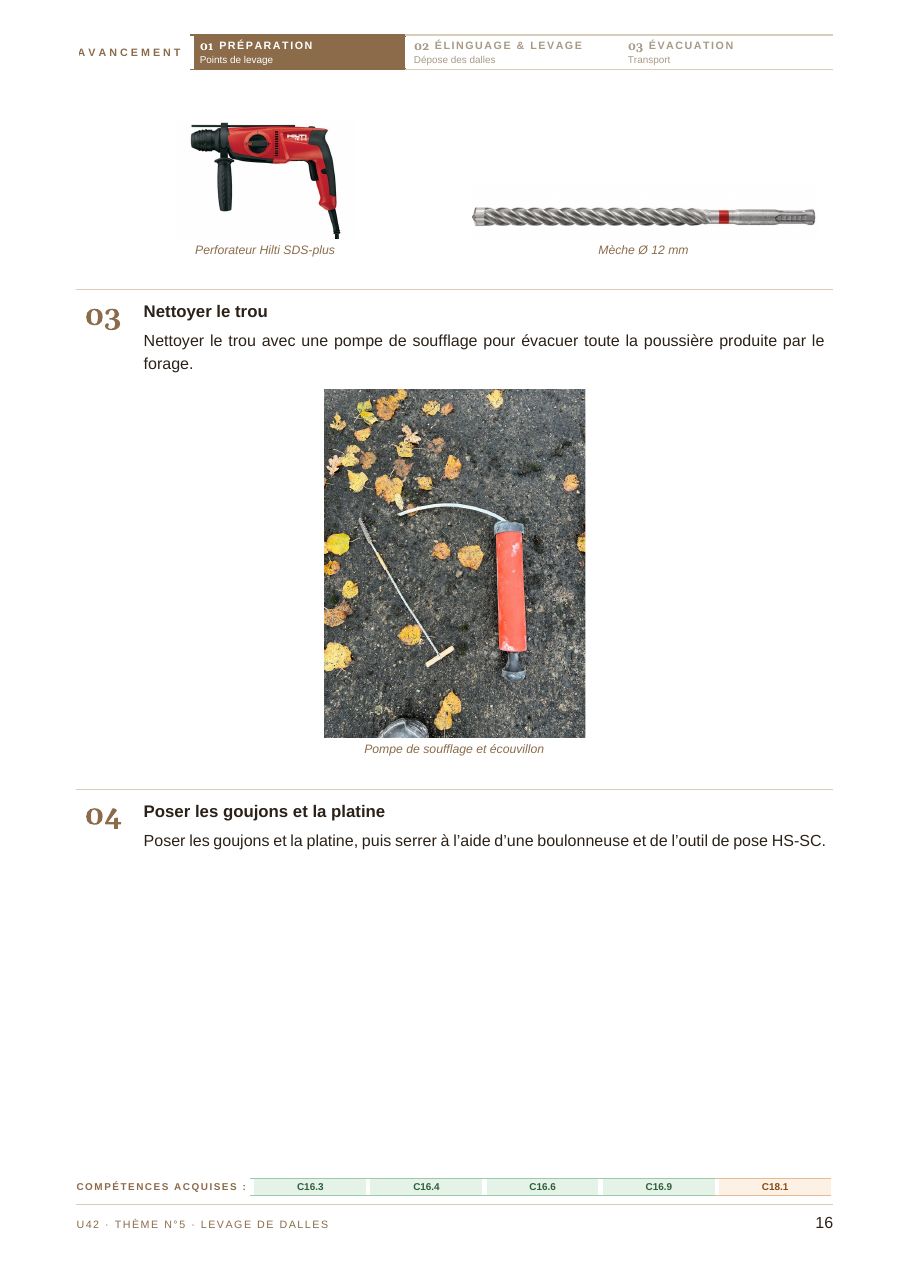 AVANCEMENT
01 PRÉPARATION
Points de levage
02 ÉLINGUAGE & LEVAGE
Dépose des dalles
03 ÉVACUATION
Transport
HILTI
Perforateur Hilti SDS-plus
Mèche Ø 12 mm
03
Nettoyer le trou
Nettoyer le trou avec une pompe de soufflage pour évacuer toute la poussière produite par le
forage.
Pompe de soufflage et écouvillon
04
Poser les goujons et la platine
Poser les goujons et la platine, puis serrer à l’aide d’une boulonneuse et de l’outil de pose HS-SC.
COMPÉTENCES ACQUISES : C16.3 C16.4 C16.6 C16.9 C18.1
U42 · THÈME N°5 · LEVAGE DE DALLES
16